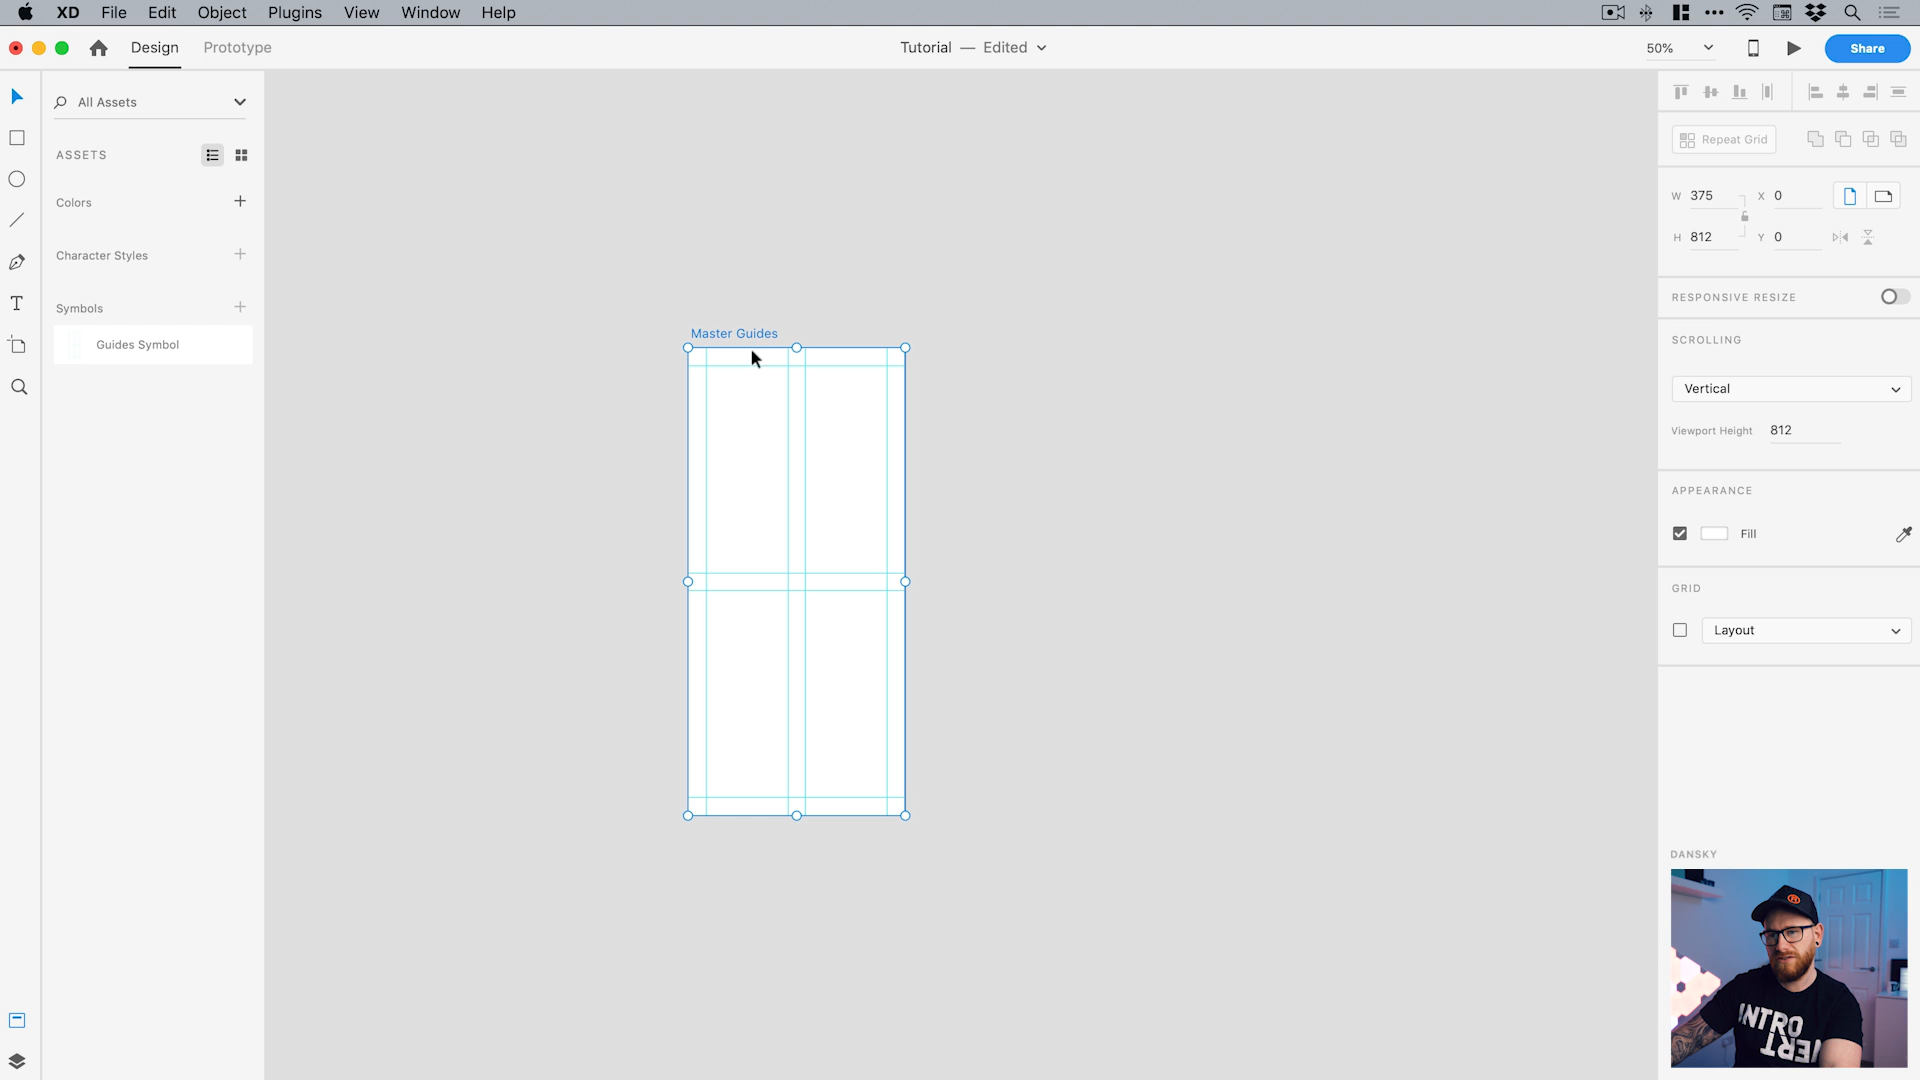 XD File Edit Object Plugins View Window Help
Design Prototype
Tutorial — Edited
50%
Share
All Assets
ASSETS
Colors
Character Styles
Symbols
Guides Symbol
Master Guides
Repeat Grid
W 375 X 0
H 812 Y 0
RESPONSIVE RESIZE
SCROLLING
Vertical
Viewport Height 812
APPEARANCE
Fill
GRID
Layout
DANSKY
INTRO
VERT